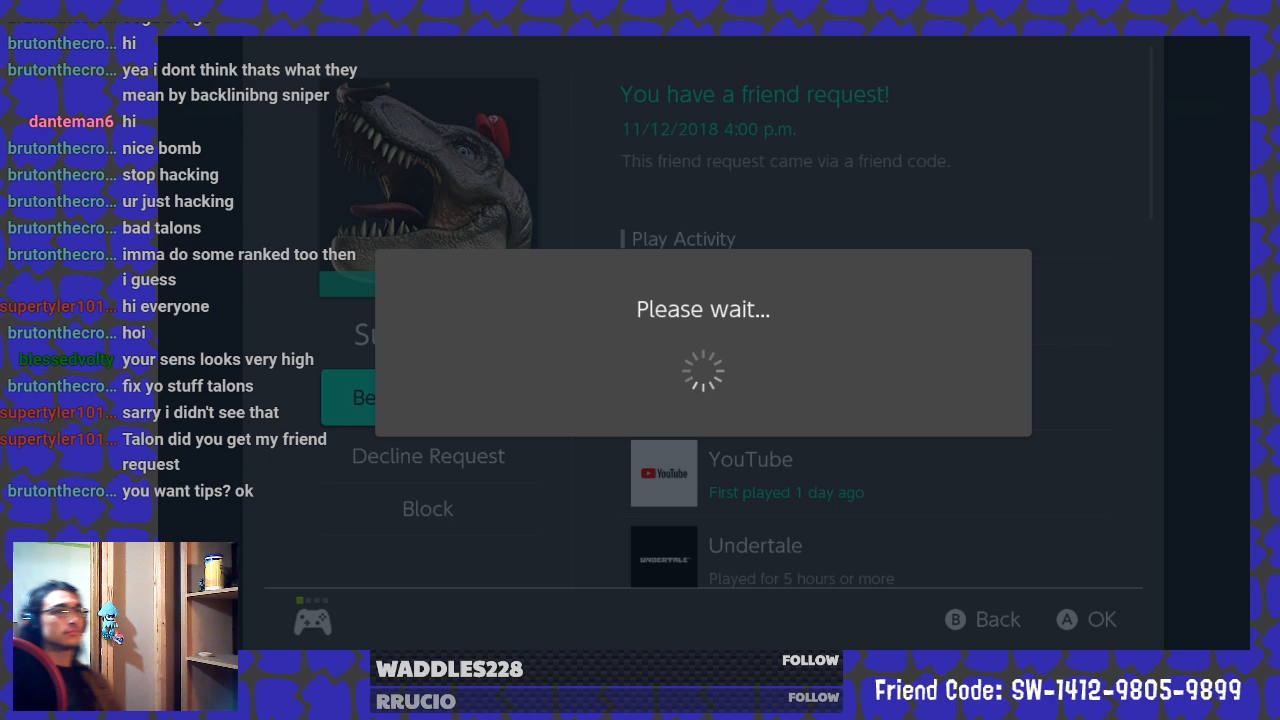 brutonthecro... hi
brutonthecro... yea i dont think thats what they
mean by backlinibng sniper
danteman6 hi
brutonthecro... nice bomb
brutonthecro... stop hacking
brutonthecro... ur just hacking
brutonthecro... bad talons
brutonthecro... imma do some ranked too then
i guess
supertyler101... hi everyone
brutonthecro... hoi
blessedvolty your sens looks very high
brutonthecro... fix yo stuff talons
supertyler101... sarry i didn't see that
supertyler101... Talon did you get my friend
request
brutonthecro... you want tips? ok
You have a friend request!
11/12/2018 4:00 p.m.
This friend request came via a friend code.
Play Activity
Please wait...
Su
Be
Decline Request
Block
YouTube
YouTube
First played 1 day ago
UNDERTALE
Undertale
Played for 5 hours or more
B Back
A OK
WADDLES228 FOLLOW
RRUCIO FOLLOW
Friend Code: SW-1412-9805-9899